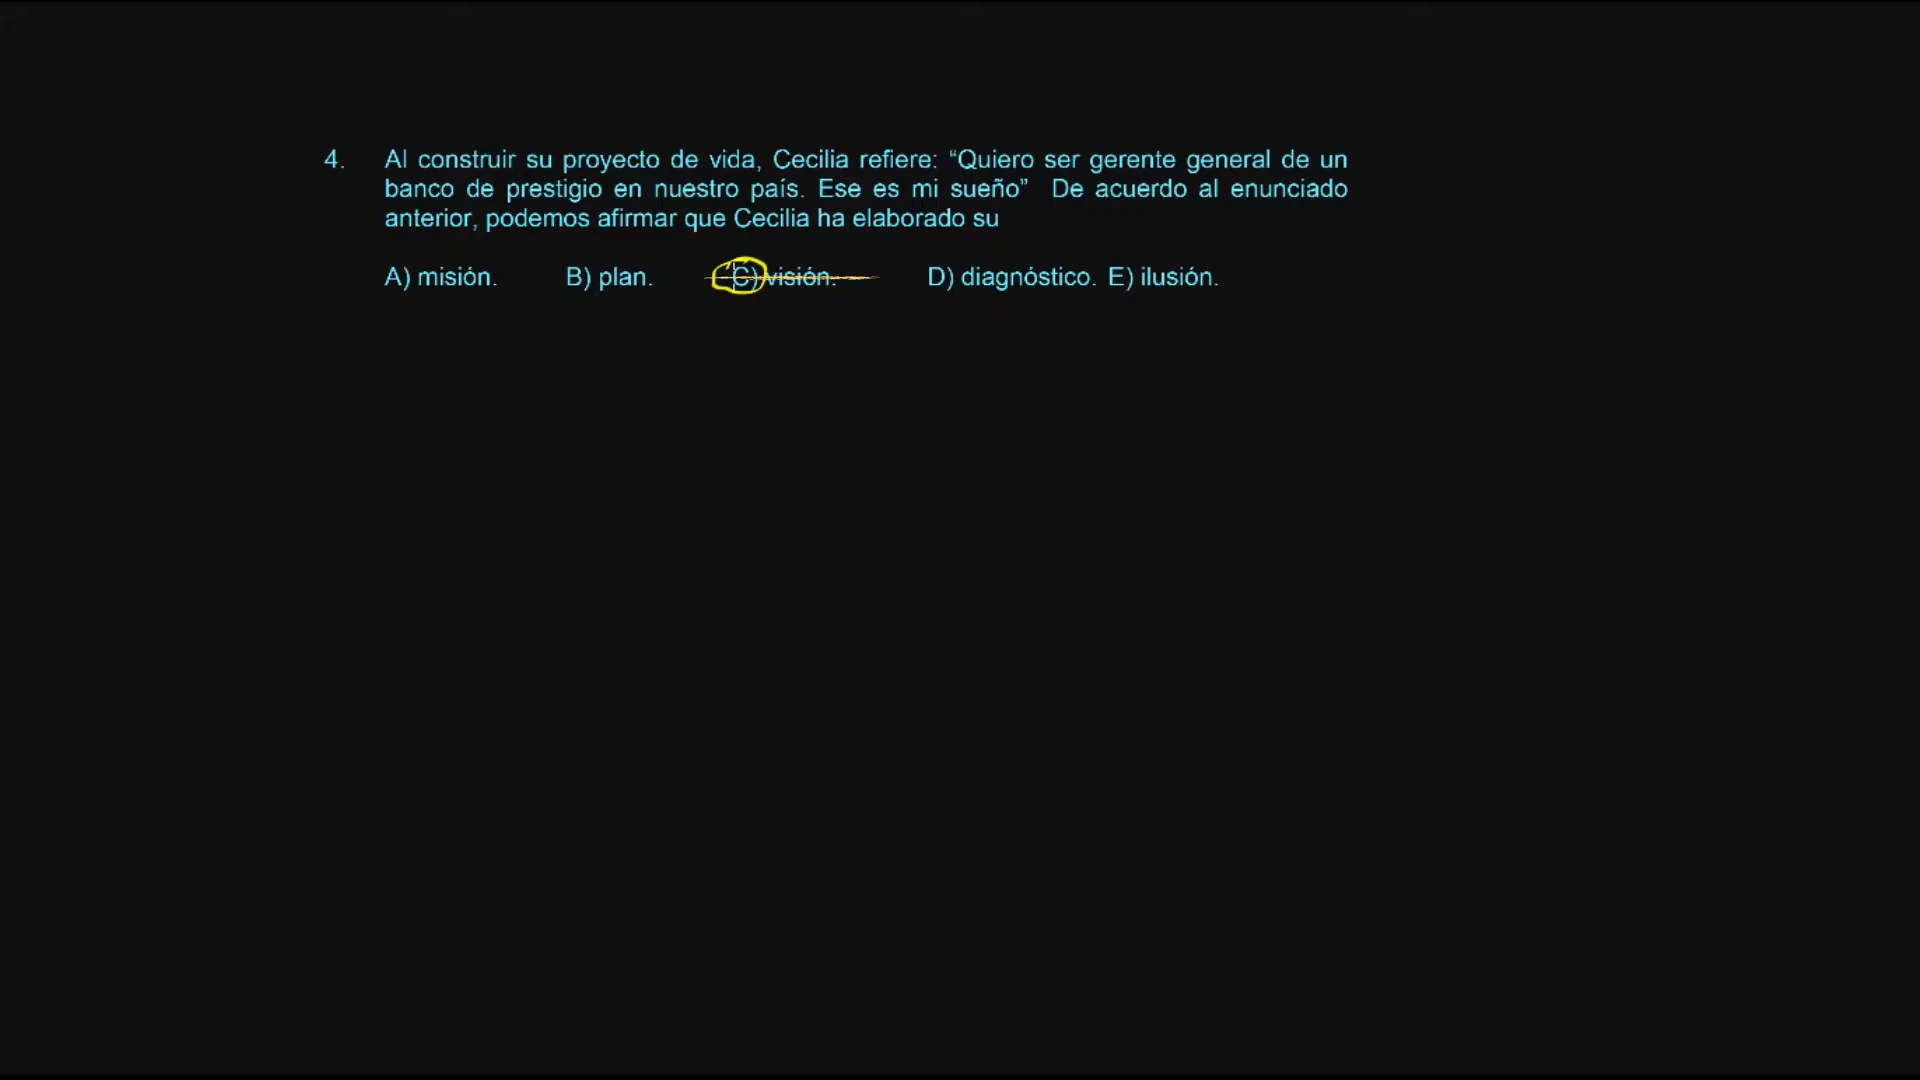 4. Al construir su proyecto de vida, Cecilia refiere: “Quiero ser gerente general de un
banco de prestigio en nuestro país. Ese es mi sueño” De acuerdo al enunciado
anterior, podemos afirmar que Cecilia ha elaborado su
A) misión. B) plan. C) visión. D) diagnóstico. E) ilusión.